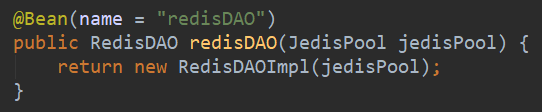 @Bean(name = "redisDAO")
public RedisDAO redisDAO(JedisPool jedisPool) {
    return new RedisDAOImpl(jedisPool);
}